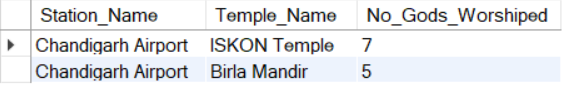 Station_Name Temple_Name No_Gods_Worshiped
Chandigarh Airport ISKON Temple 7
Chandigarh Airport Birla Mandir 5